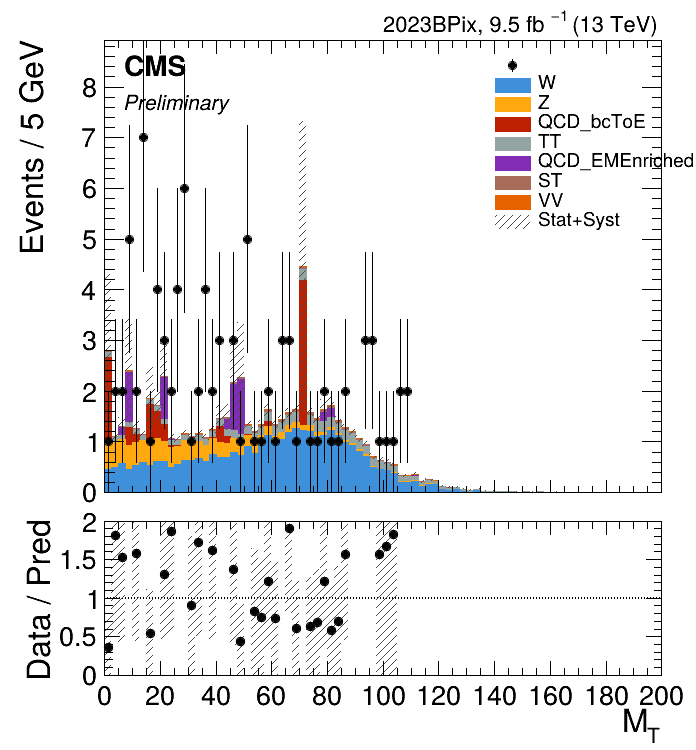 2023BPix, 9.5 fb⁻¹ (13 TeV)
CMS
Preliminary
W
Z
QCD_bcToE
TT
QCD_EMEnriched
ST
VV
Stat+Syst
Events / 5 GeV
8
7
6
5
4
3
2
1
0
Data / Pred
2
1.5
1
0.5
0
0 20 40 60 80 100 120 140 160 180 200
M_T